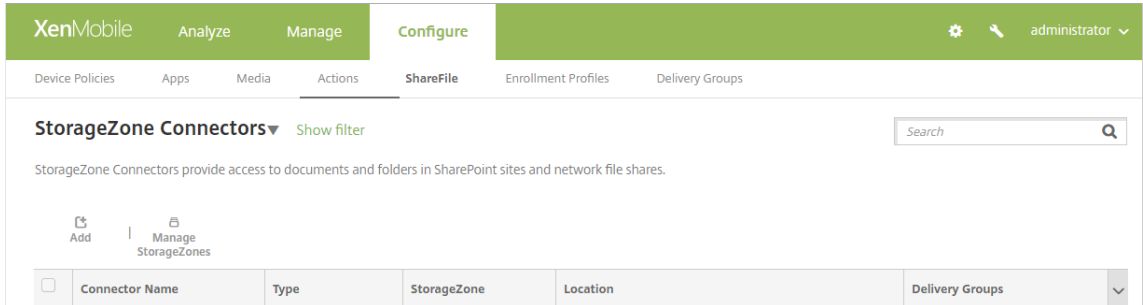 XenMobile Analyze Manage Configure administrator
Device Policies Apps Media Actions ShareFile Enrollment Profiles Delivery Groups
StorageZone Connectors Show filter Search
StorageZone Connectors provide access to documents and folders in SharePoint sites and network file shares.
Add | Manage
StorageZones
Connector Name Type StorageZone Location Delivery Groups